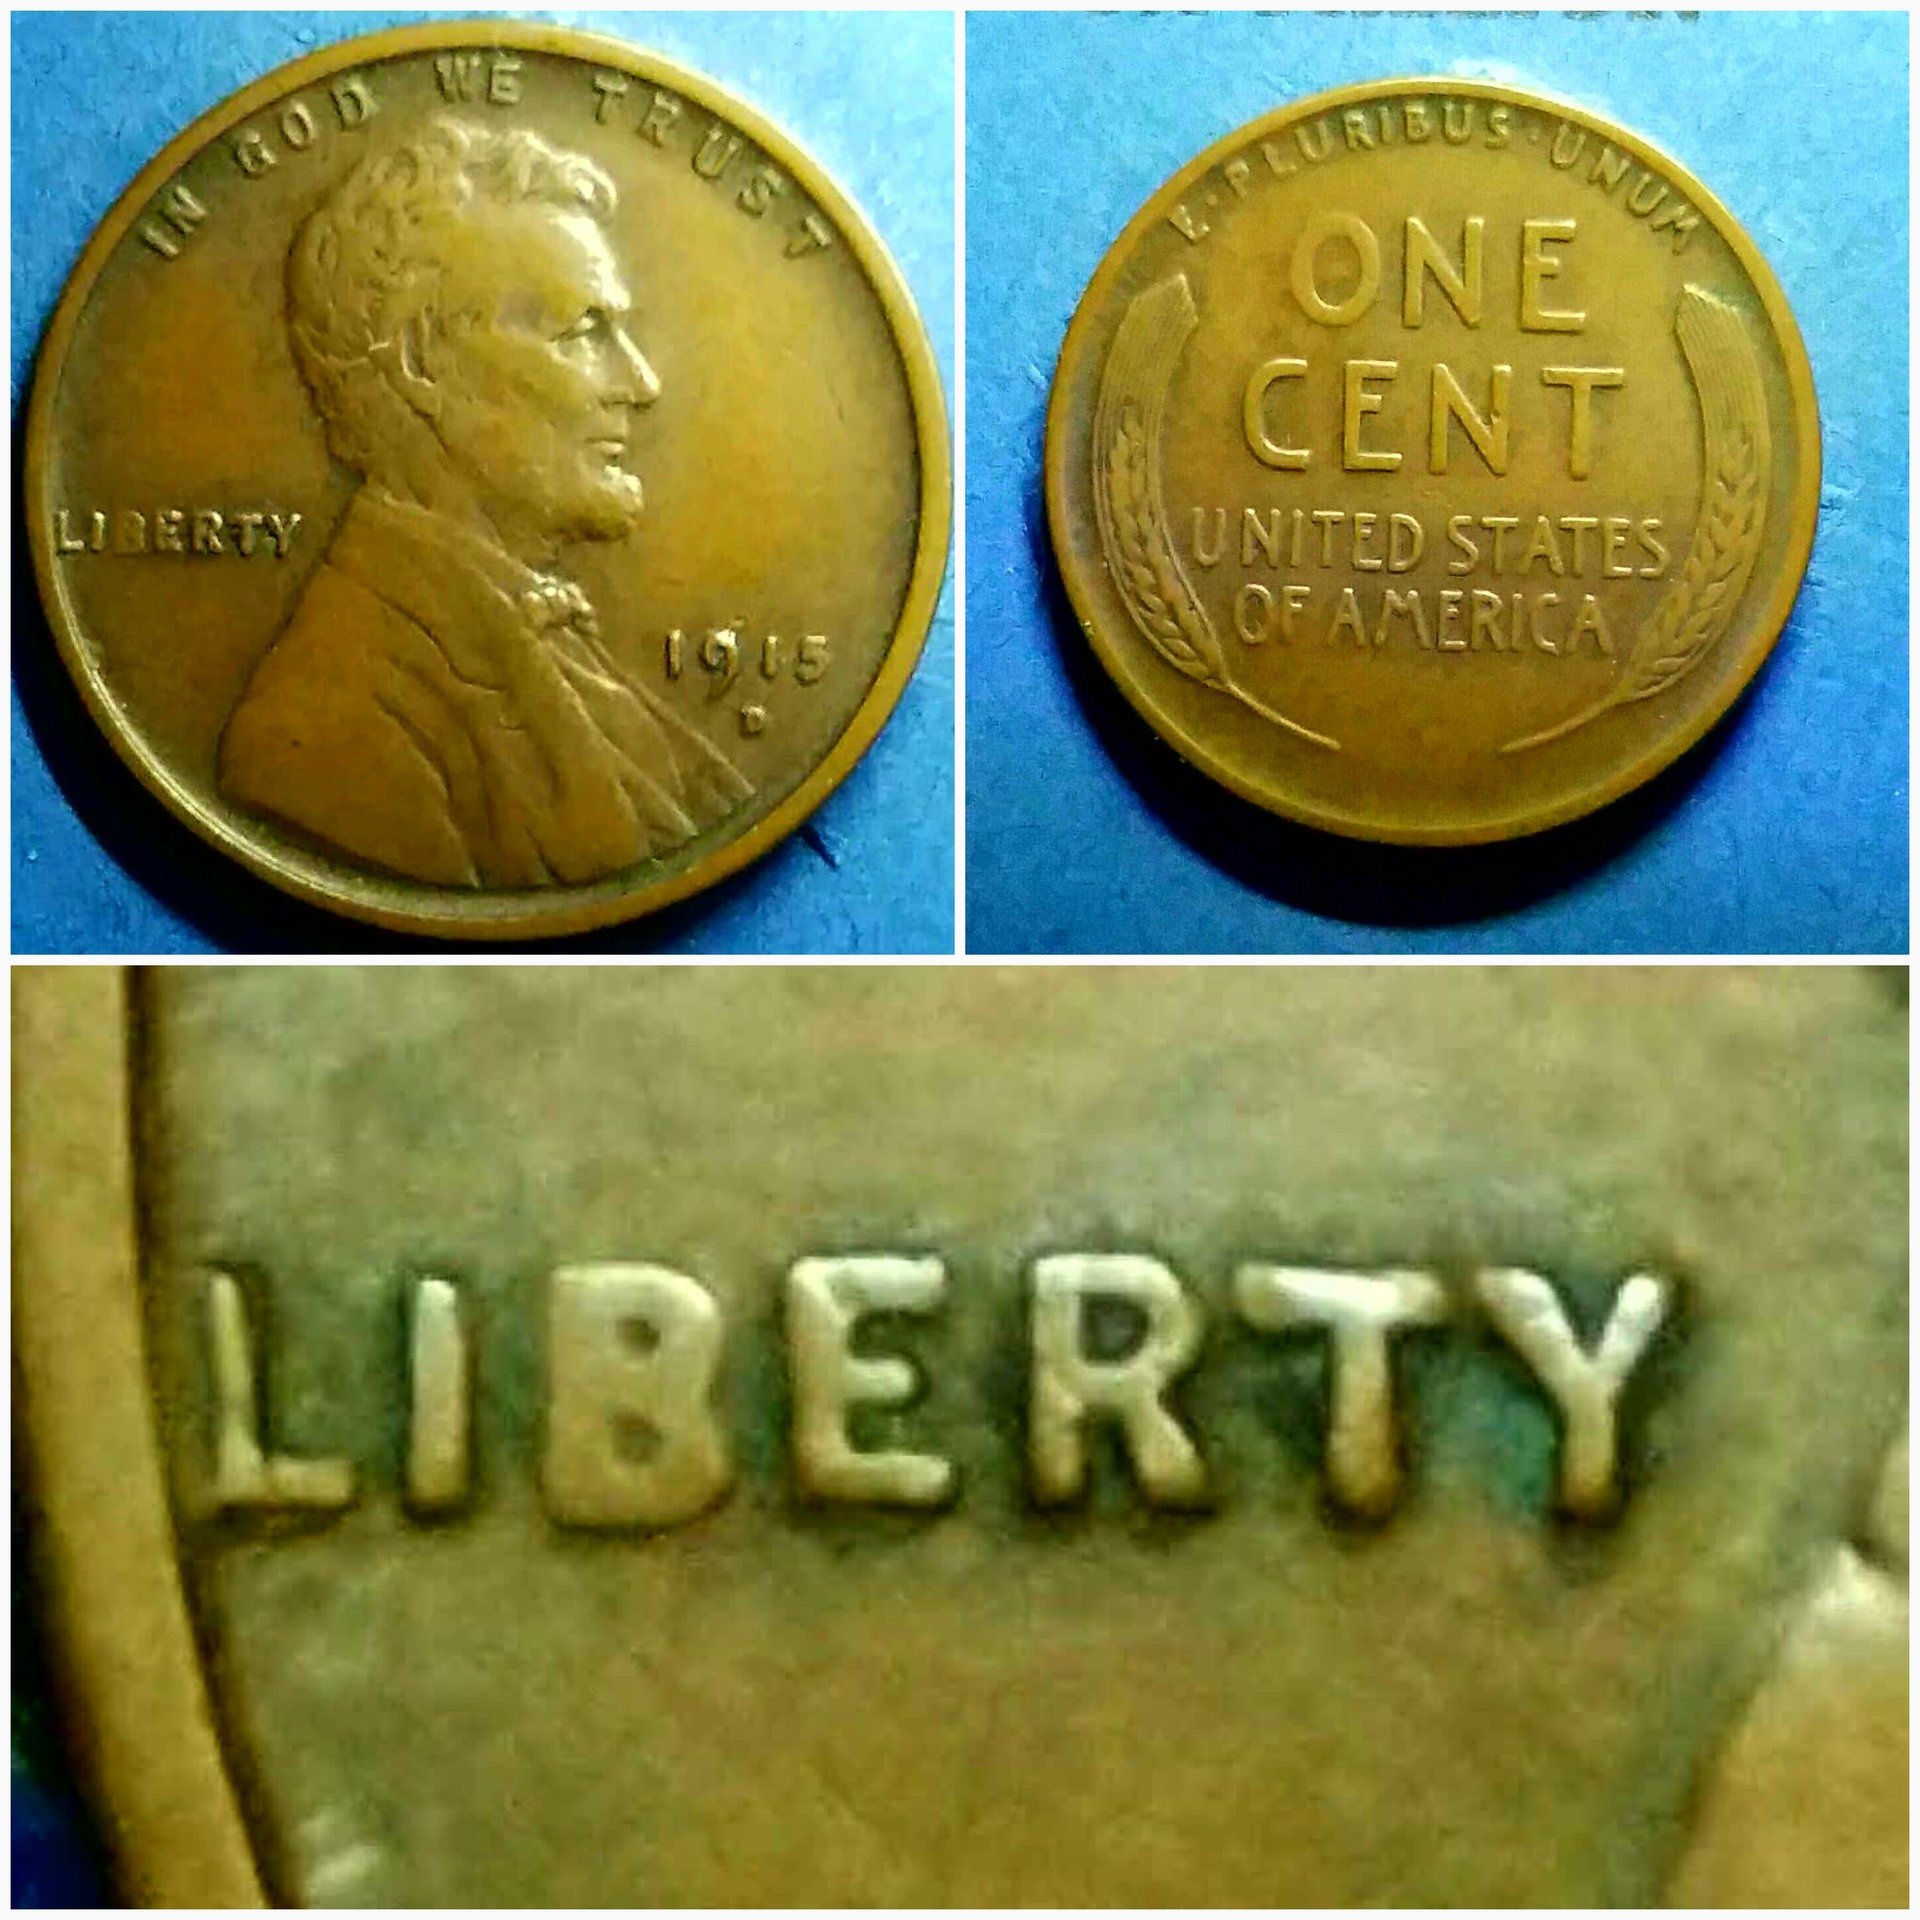 IN GOD WE TRUST
LIBERTY
1915
D
E·PLURIBUS·UNUM
ONE
CENT
UNITED STATES
OF AMERICA
LIBERTY